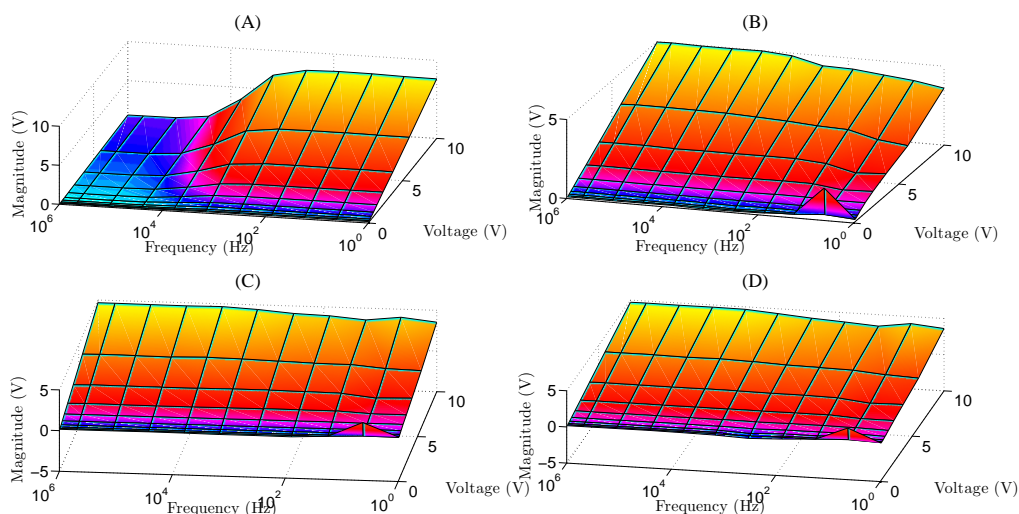 (A)
10
5
0
Magnitude (V)
10^6
10^4
10^2
10^0
Frequency (Hz)
0
5
10
Voltage (V)
(B)
5
0
Magnitude (V)
10^6
10^4
10^2
10^0
Frequency (Hz)
0
5
10
Voltage (V)
(C)
5
0
−5
Magnitude (V)
10^6
10^4
10^2
10^0
Frequency (Hz)
0
5
10
Voltage (V)
(D)
5
0
−5
Magnitude (V)
10^6
10^4
10^2
10^0
Frequency (Hz)
0
5
10
Voltage (V)